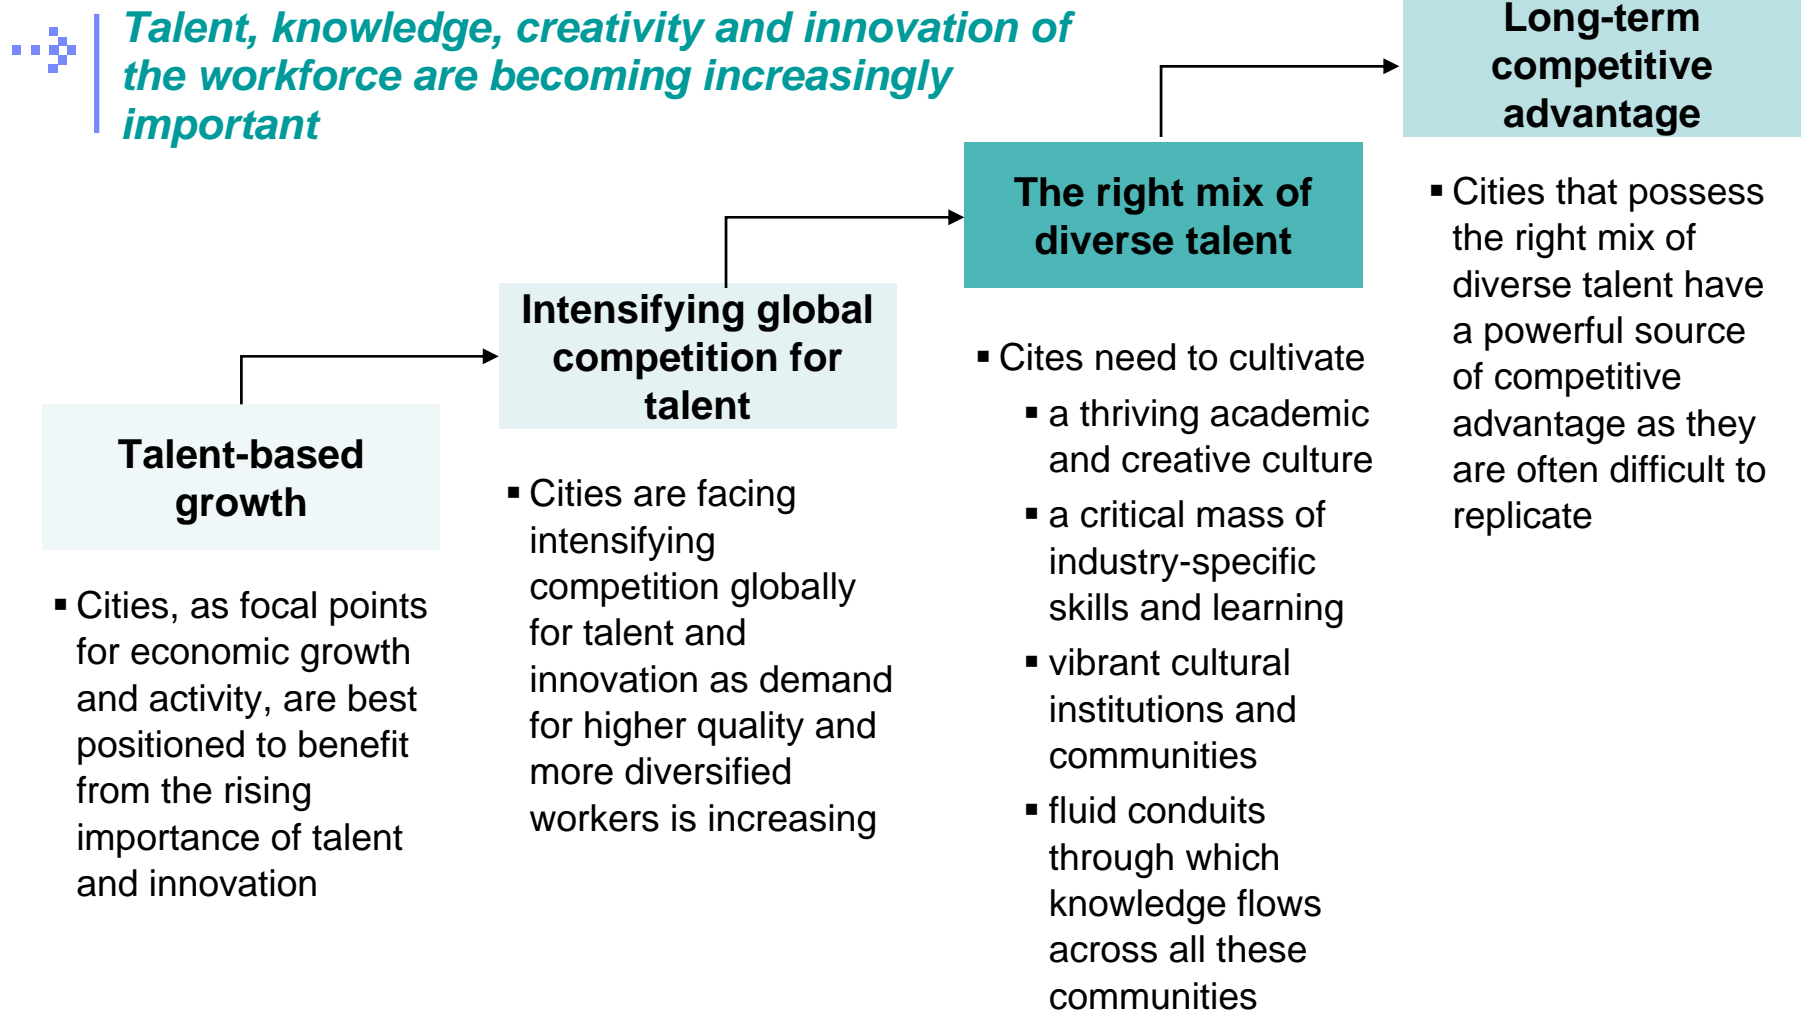 Talent, knowledge, creativity and innovation of
the workforce are becoming increasingly
important
Talent-based
growth
▪ Cities, as focal points
for economic growth
and activity, are best
positioned to benefit
from the rising
importance of talent
and innovation
Intensifying global
competition for
talent
▪ Cities are facing
intensifying
competition globally
for talent and
innovation as demand
for higher quality and
more diversified
workers is increasing
The right mix of
diverse talent
▪ Cites need to cultivate
▪ a thriving academic
and creative culture
▪ a critical mass of
industry-specific
skills and learning
▪ vibrant cultural
institutions and
communities
▪ fluid conduits
through which
knowledge flows
across all these
communities
Long-term
competitive
advantage
▪ Cities that possess
the right mix of
diverse talent have
a powerful source
of competitive
advantage as they
are often difficult to
replicate